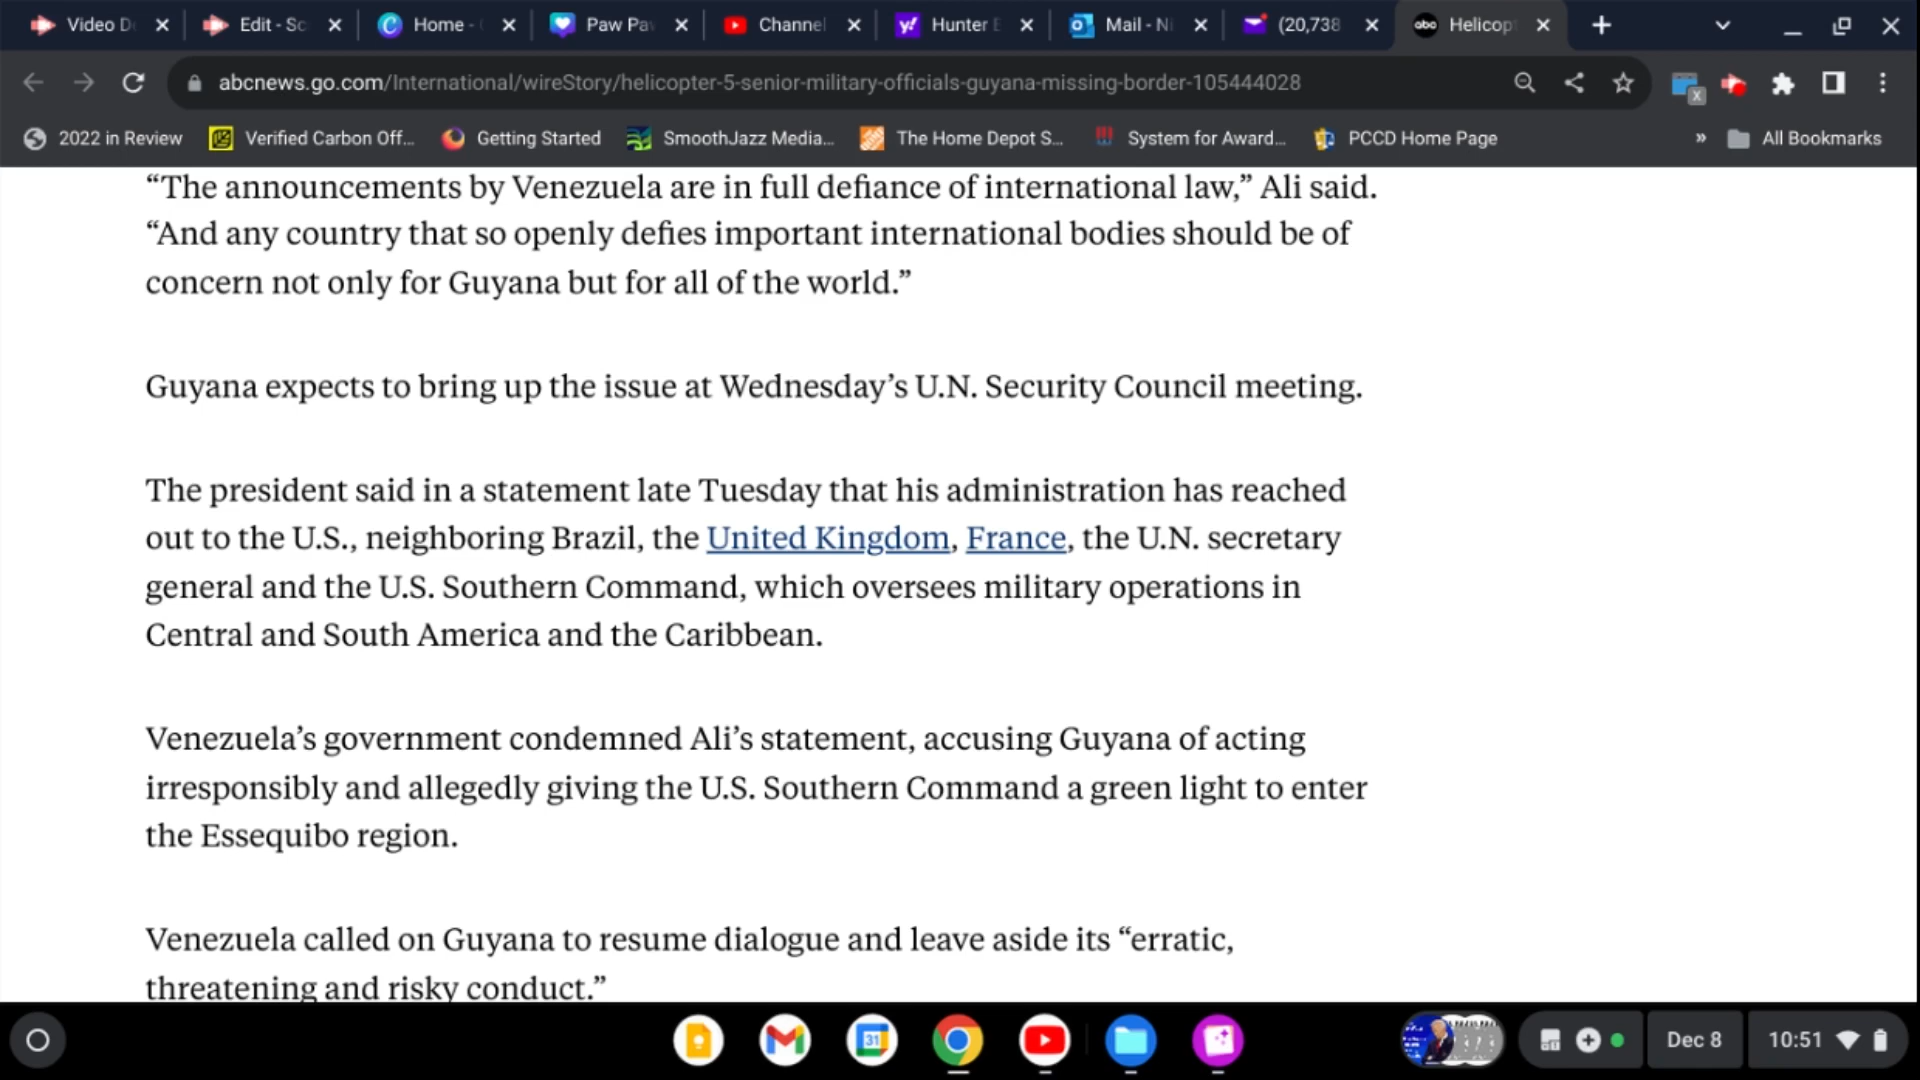 Video D
Edit - Sc
Home -
Paw Pa
Channel
Hunter
Mail - Ni
(20,738
abc
Helicop
abcnews.go.com/International/wireStory/helicopter-5-senior-military-officials-guyana-missing-border-105444028
2022 in Review
Verified Carbon Off...
Getting Started
SmoothJazz Media...
The Home Depot S...
System for Award...
PCCD Home Page
»
All Bookmarks
“The announcements by Venezuela are in full defiance of international law,” Ali said.
“And any country that so openly defies important international bodies should be of
concern not only for Guyana but for all of the world.”
Guyana expects to bring up the issue at Wednesday’s U.N. Security Council meeting.
The president said in a statement late Tuesday that his administration has reached
out to the U.S., neighboring Brazil, the United Kingdom, France, the U.N. secretary
general and the U.S. Southern Command, which oversees military operations in
Central and South America and the Caribbean.
Venezuela’s government condemned Ali’s statement, accusing Guyana of acting
irresponsibly and allegedly giving the U.S. Southern Command a green light to enter
the Essequibo region.
Venezuela called on Guyana to resume dialogue and leave aside its “erratic,
threatening and risky conduct.”
31
Dec 8
10:51